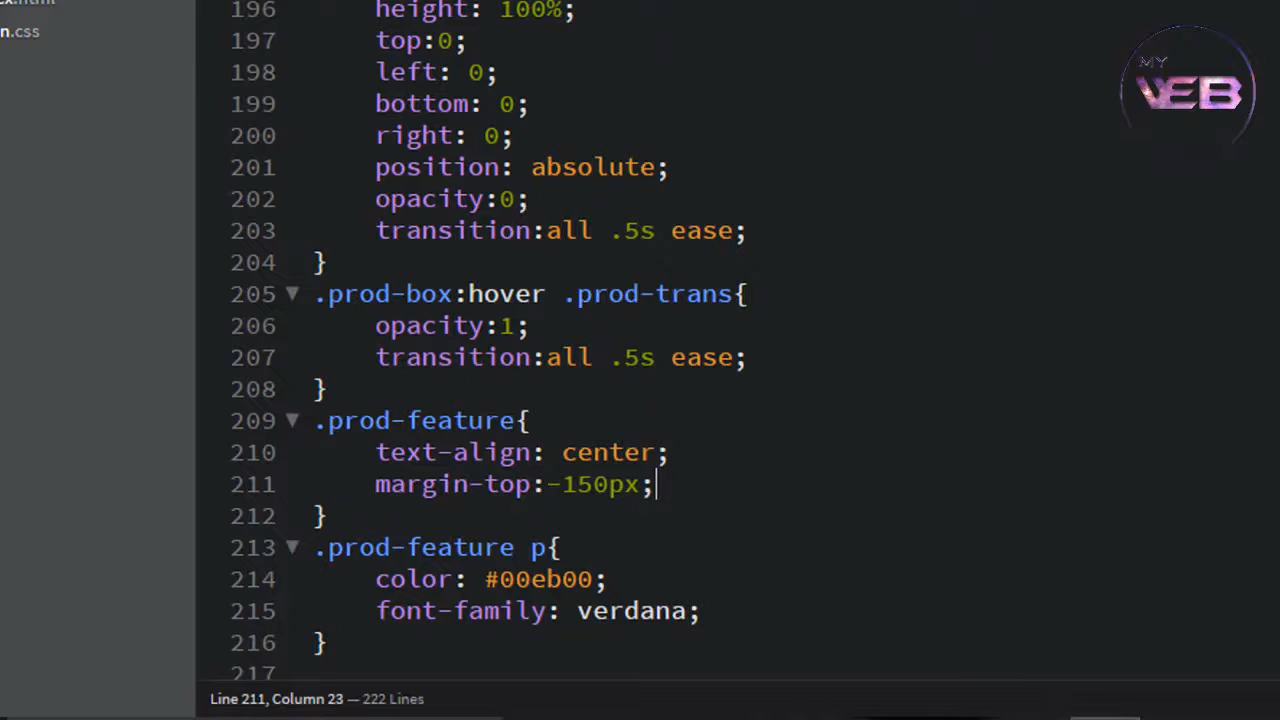 n.css
196 height: 100%;
197 top:0;
198 left: 0;
199 bottom: 0;
200 right: 0;
201 position: absolute;
202 opacity:0;
203 transition:all .5s ease;
204 }
205 .prod-box:hover .prod-trans{
206 opacity:1;
207 transition:all .5s ease;
208 }
209 .prod-feature{
210 text-align: center;
211 margin-top:-150px;
212 }
213 .prod-feature p{
214 color: #00eb00;
215 font-family: verdana;
216 }
217
Line 211, Column 23 — 222 Lines
MY
VEB